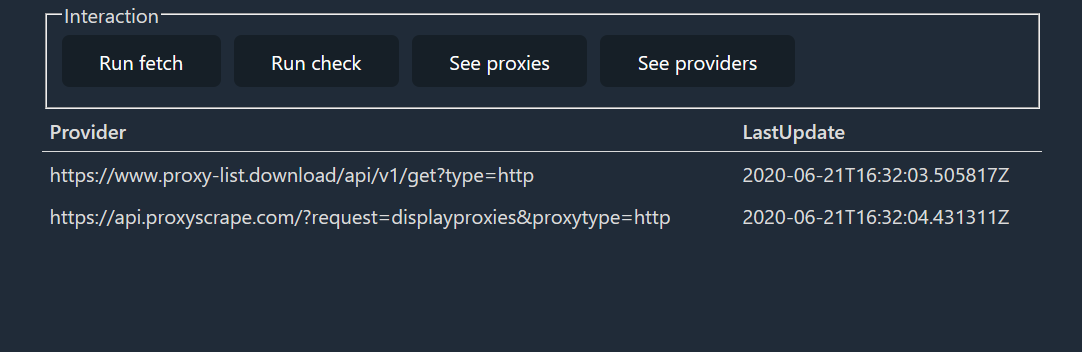 Interaction
Run fetch Run check See proxies See providers
Provider LastUpdate
https://www.proxy-list.download/api/v1/get?type=http 2020-06-21T16:32:03.505817Z
https://api.proxyscrape.com/?request=displayproxies&proxytype=http 2020-06-21T16:32:04.431311Z